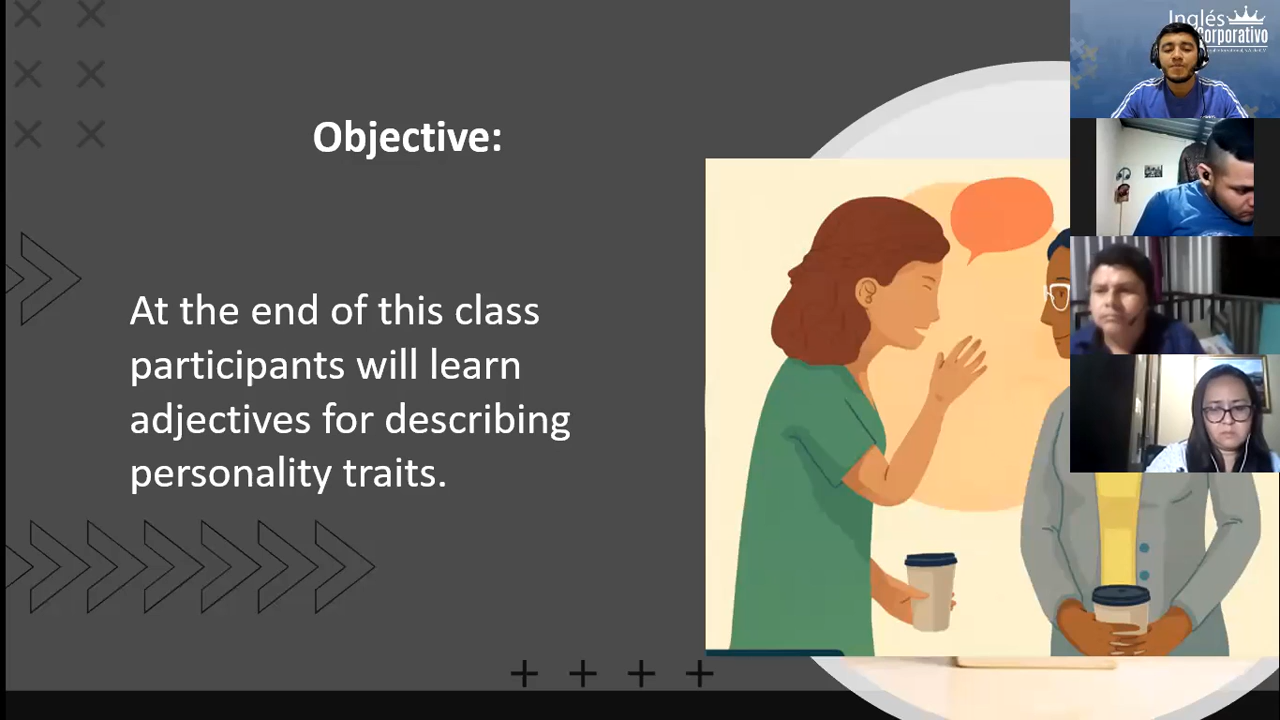 Objective:
At the end of this class
participants will learn
adjectives for describing
personality traits.
Inglés
Corporativo